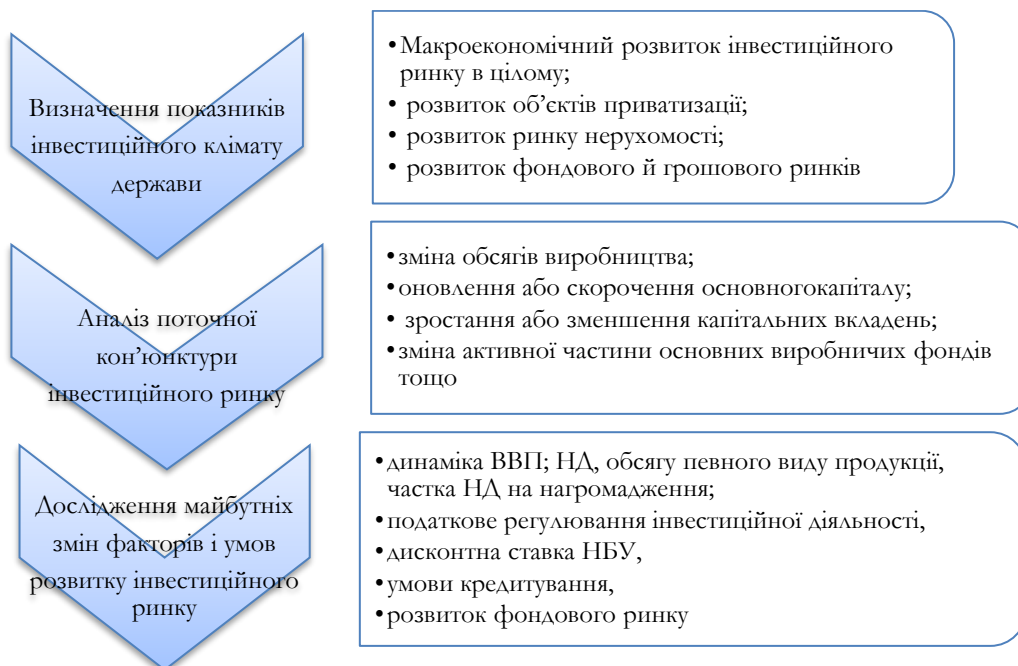 Визначення показників
інвестиційного клімату
держави
•Макроекономічний розвиток інвестиційного
ринку в цілому;
• розвиток об’єктів приватизації;
• розвиток ринку нерухомості;
• розвиток фондового й грошового ринків
Аналіз поточної
кон’юнктури
інвестиційного ринку
•зміна обсягів виробництва;
•оновлення або скорочення основногокапіталу;
• зростання або зменшення капітальних вкладень;
•зміна активної частини основних виробничих фондів
тощо
Дослідження майбутніх
змін факторів і умов
розвитку інвестиційного
ринку
•динаміка ВВП; НД, обсягу певного виду продукції,
частка НД на нагромадження;
•податкове регулювання інвестиційної діяльності,
•дисконтна ставка НБУ,
•умови кредитування,
•розвиток фондового ринку